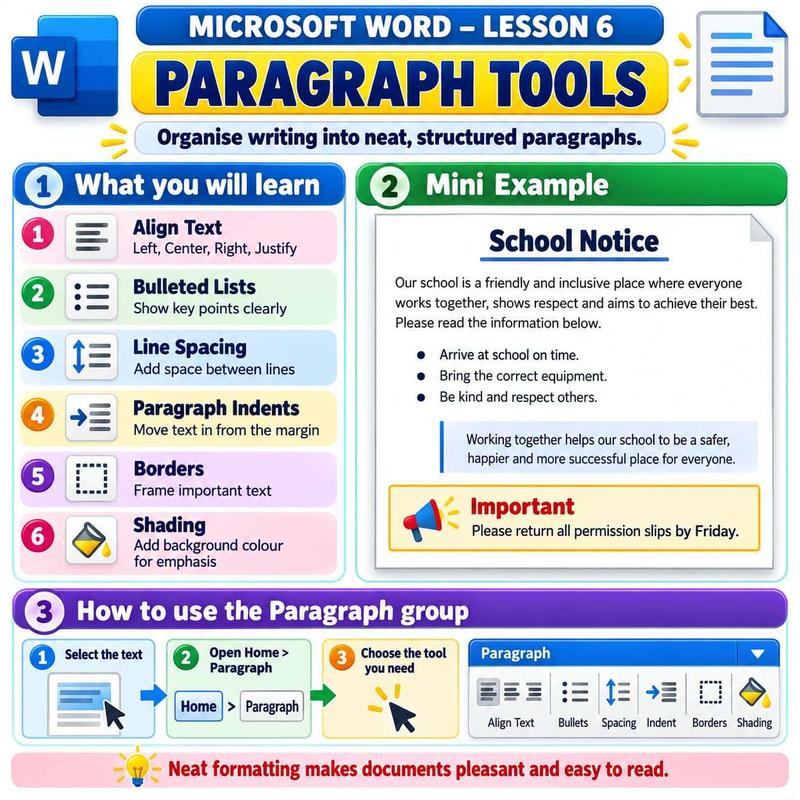 W
MICROSOFT WORD – LESSON 6
PARAGRAPH TOOLS
Organise writing into neat, structured paragraphs.
1 What you will learn
1 Align Text
Left, Center, Right, Justify
2 Bulleted Lists
Show key points clearly
3 Line Spacing
Add space between lines
4 Paragraph Indents
Move text in from the margin
5 Borders
Frame important text
6 Shading
Add background colour
for emphasis
2 Mini Example
School Notice
Our school is a friendly and inclusive place where everyone
works together, shows respect and aims to achieve their best.
Please read the information below.
● Arrive at school on time.
● Bring the correct equipment.
● Be kind and respect others.
Working together helps our school to be a safer,
happier and more successful place for everyone.
Important
Please return all permission slips by Friday.
3 How to use the Paragraph group
1 Select the text
2 Open Home >
Paragraph
Home > Paragraph
3 Choose the tool
you need
Paragraph
Align Text Bullets Spacing Indent Borders Shading
Neat formatting makes documents pleasant and easy to read.